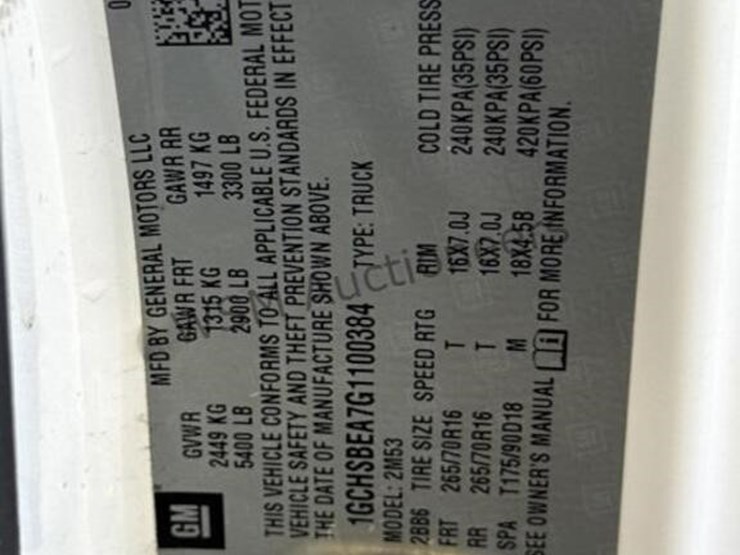 GM
MFD BY GENERAL MOTORS LLC
GVWR GAWR FRT GAWR RR
2449 KG 1315 KG 1497 KG
5400 LB 2900 LB 3300 LB
THIS VEHICLE CONFORMS TO ALL APPLICABLE U.S. FEDERAL MOT
VEHICLE SAFETY AND THEFT PREVENTION STANDARDS IN EFFECT
THE DATE OF MANUFACTURE SHOWN ABOVE.
1GCHSBEA7G1100384 TYPE: TRUCK
MODEL: 2M53
2BB6 TIRE SIZE SPEED RTG RIM COLD TIRE PRESS
FRT 265/70R16 T 16X7.0J 240KPA(35PSI)
RR 265/70R16 T 16X7.0J 240KPA(35PSI)
SPA T175/90D18 M 18X4.5B 420KPA(60PSI)
SEE OWNER'S MANUAL FOR MORE INFORMATION.